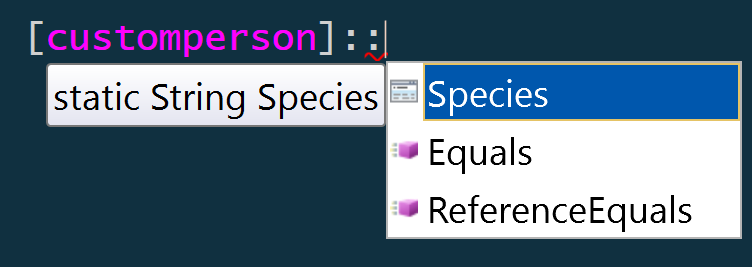 [customperson]::
static String Species
Species
Equals
ReferenceEquals